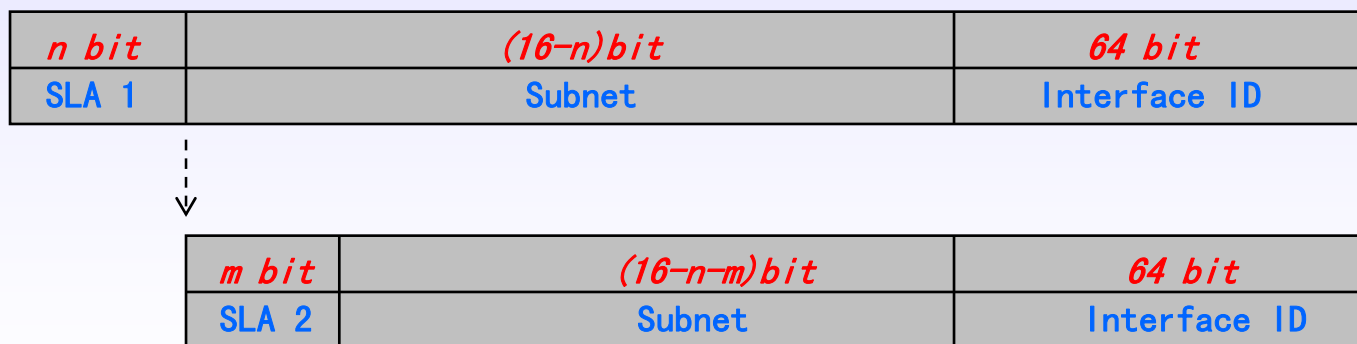 n bit (16-n)bit 64 bit
SLA 1 Subnet Interface ID
m bit (16-n-m)bit 64 bit
SLA 2 Subnet Interface ID